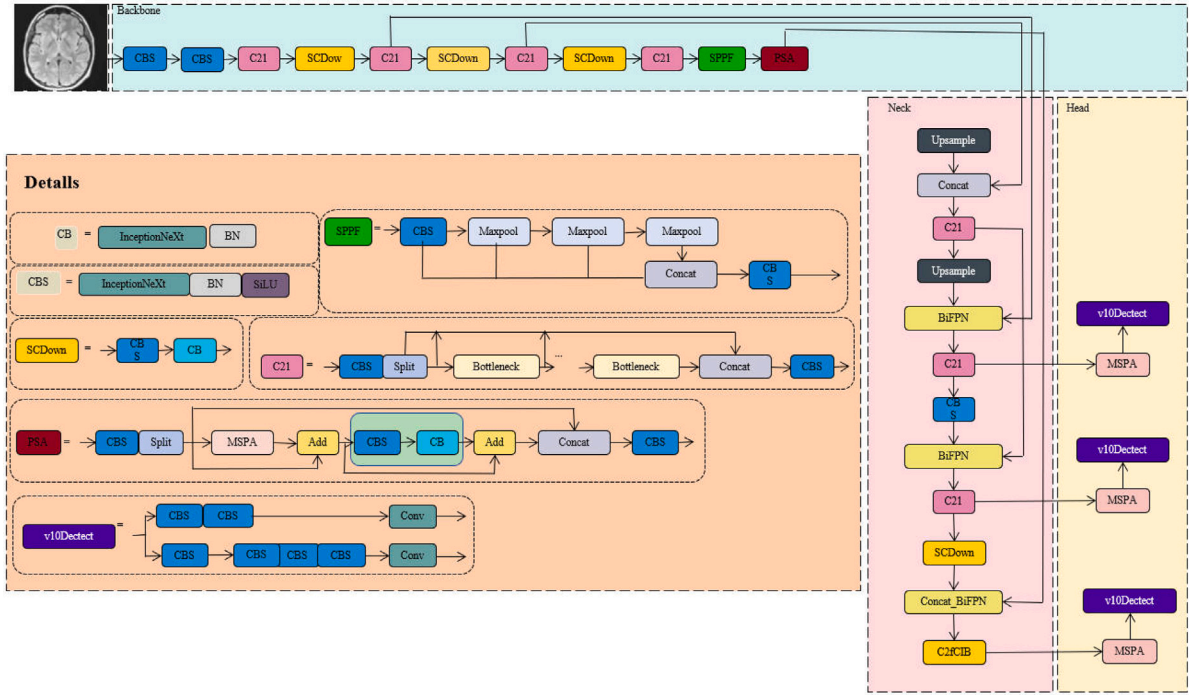 Backbone
CBS
CBS
C21
SCDow
C21
SCDown
C21
SCDown
C21
SPPF
PSA
Neck
Upsample
Concat
C21
Upsample
BiFPN
C21
CB
S
BiFPN
C21
SCDown
Concat_BiFPN
C2fCIB
Head
v10Dectect
MSPA
v10Dectect
MSPA
v10Dectect
MSPA
Detalls
CB = InceptionNeXt BN
CBS = InceptionNeXt BN SiLU
SPPF = CBS Maxpool Maxpool Maxpool
Concat CB
S
SCDown = CB
S CB
C21 = CBS Split Bottleneck ... Bottleneck Concat CBS
PSA = CBS Split MSPA Add CBS CB Add Concat CBS
v10Dectect =
CBS CBS Conv
CBS CBS CBS CBS Conv